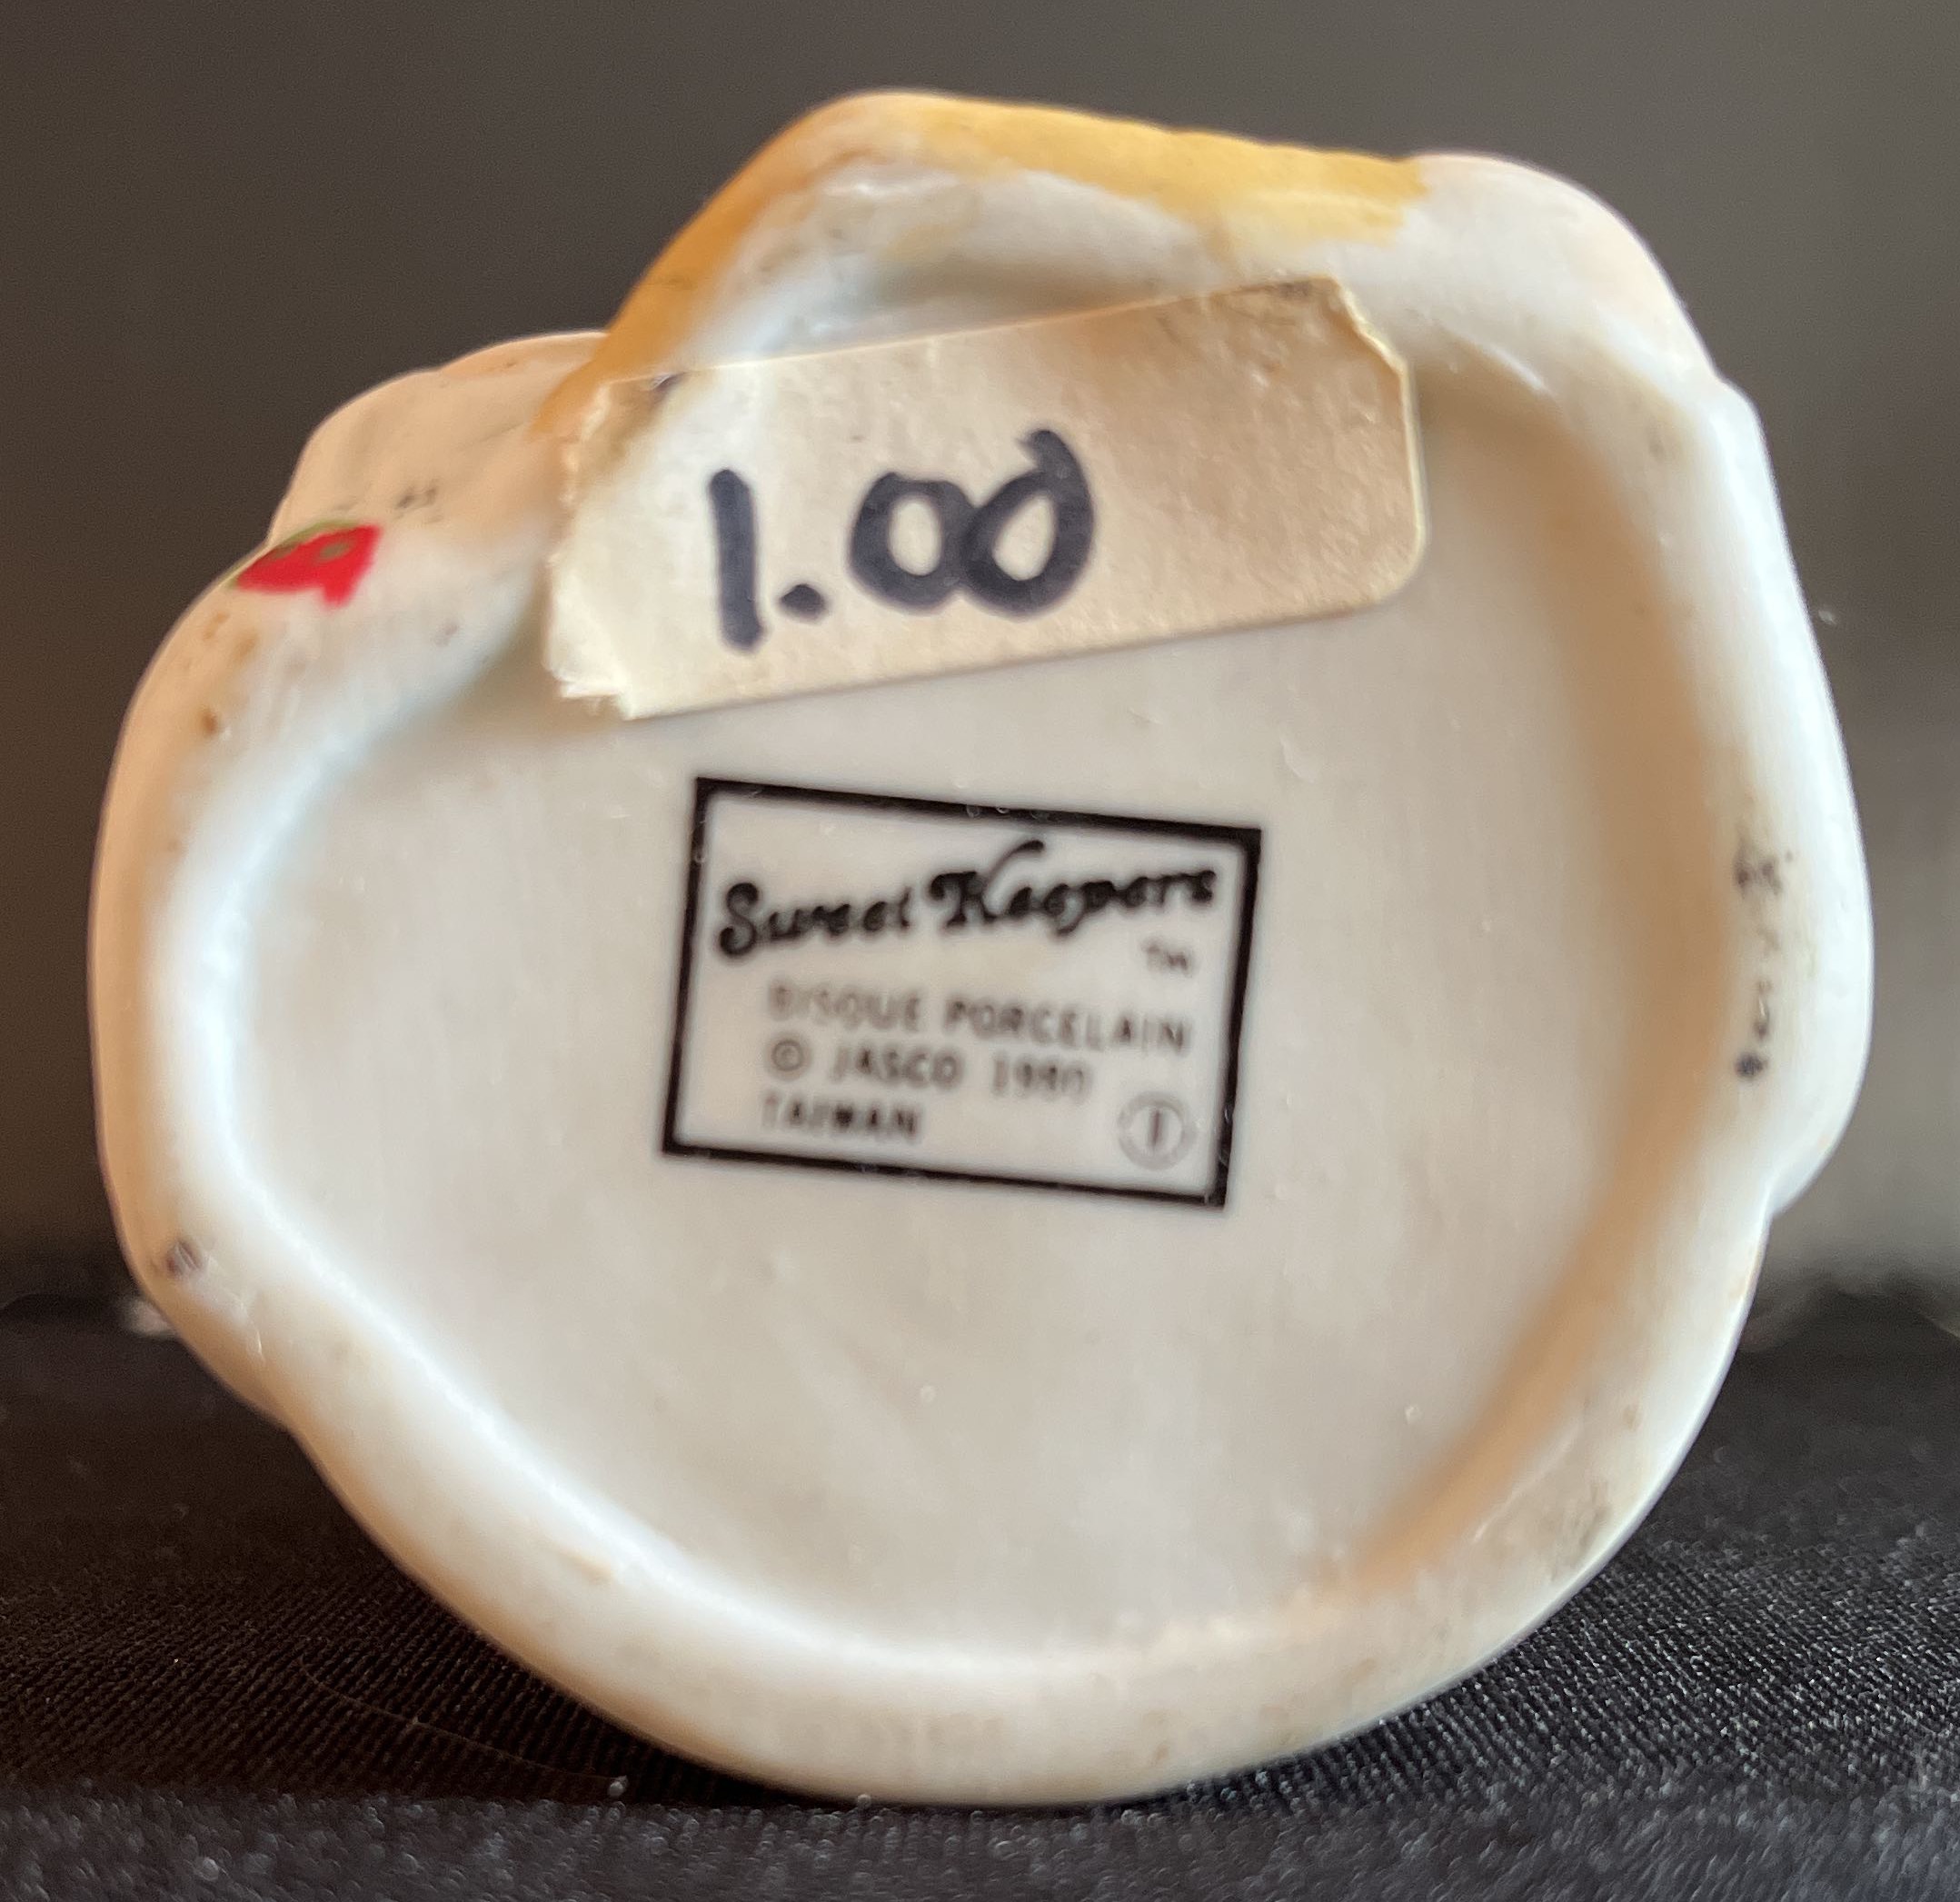 1.00
Sweet Keepers
TM
BISQUE PORCELAIN
© JASCO 1980
TAIWAN